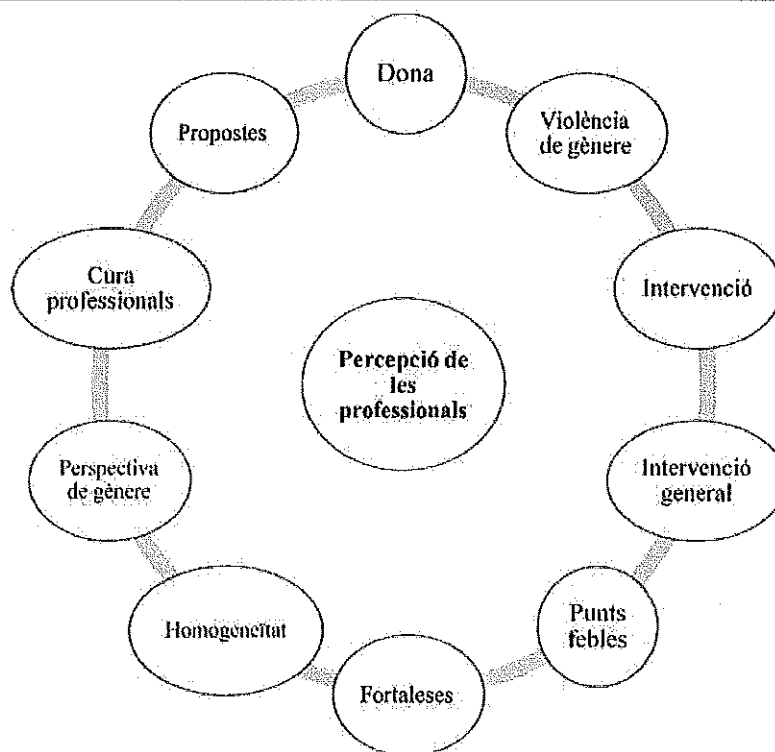 Dona
Violència
de gènere
Intervenció
Intervenció
general
Punts
febles
Fortaleses
Homogeneïtat
Perspectiva
de gènere
Cura
professionals
Propostes
Percepció de
les
professionals